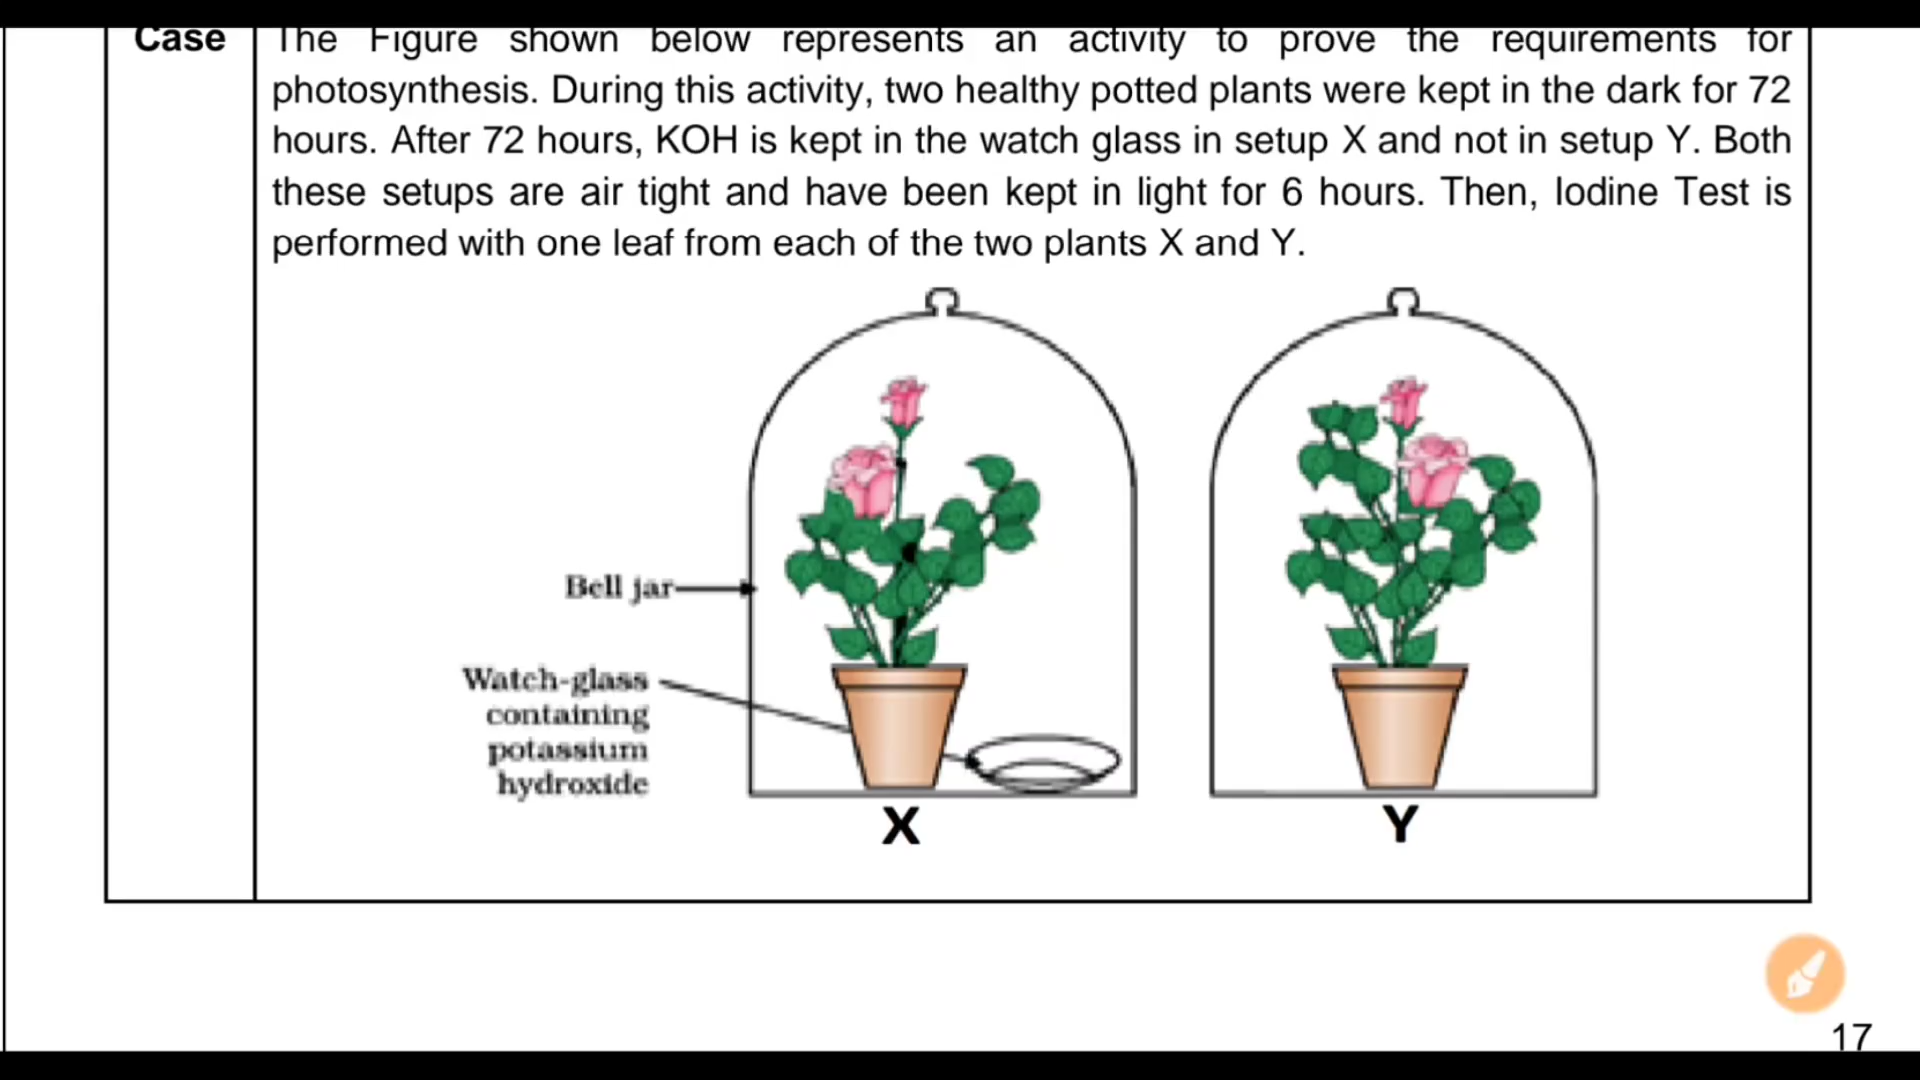 Case
The Figure shown below represents an activity to prove the requirements for
photosynthesis. During this activity, two healthy potted plants were kept in the dark for 72
hours. After 72 hours, KOH is kept in the watch glass in setup X and not in setup Y. Both
these setups are air tight and have been kept in light for 6 hours. Then, Iodine Test is
performed with one leaf from each of the two plants X and Y.
Bell jar
Watch-glass
containing
potassium
hydroxide
X
Y
17